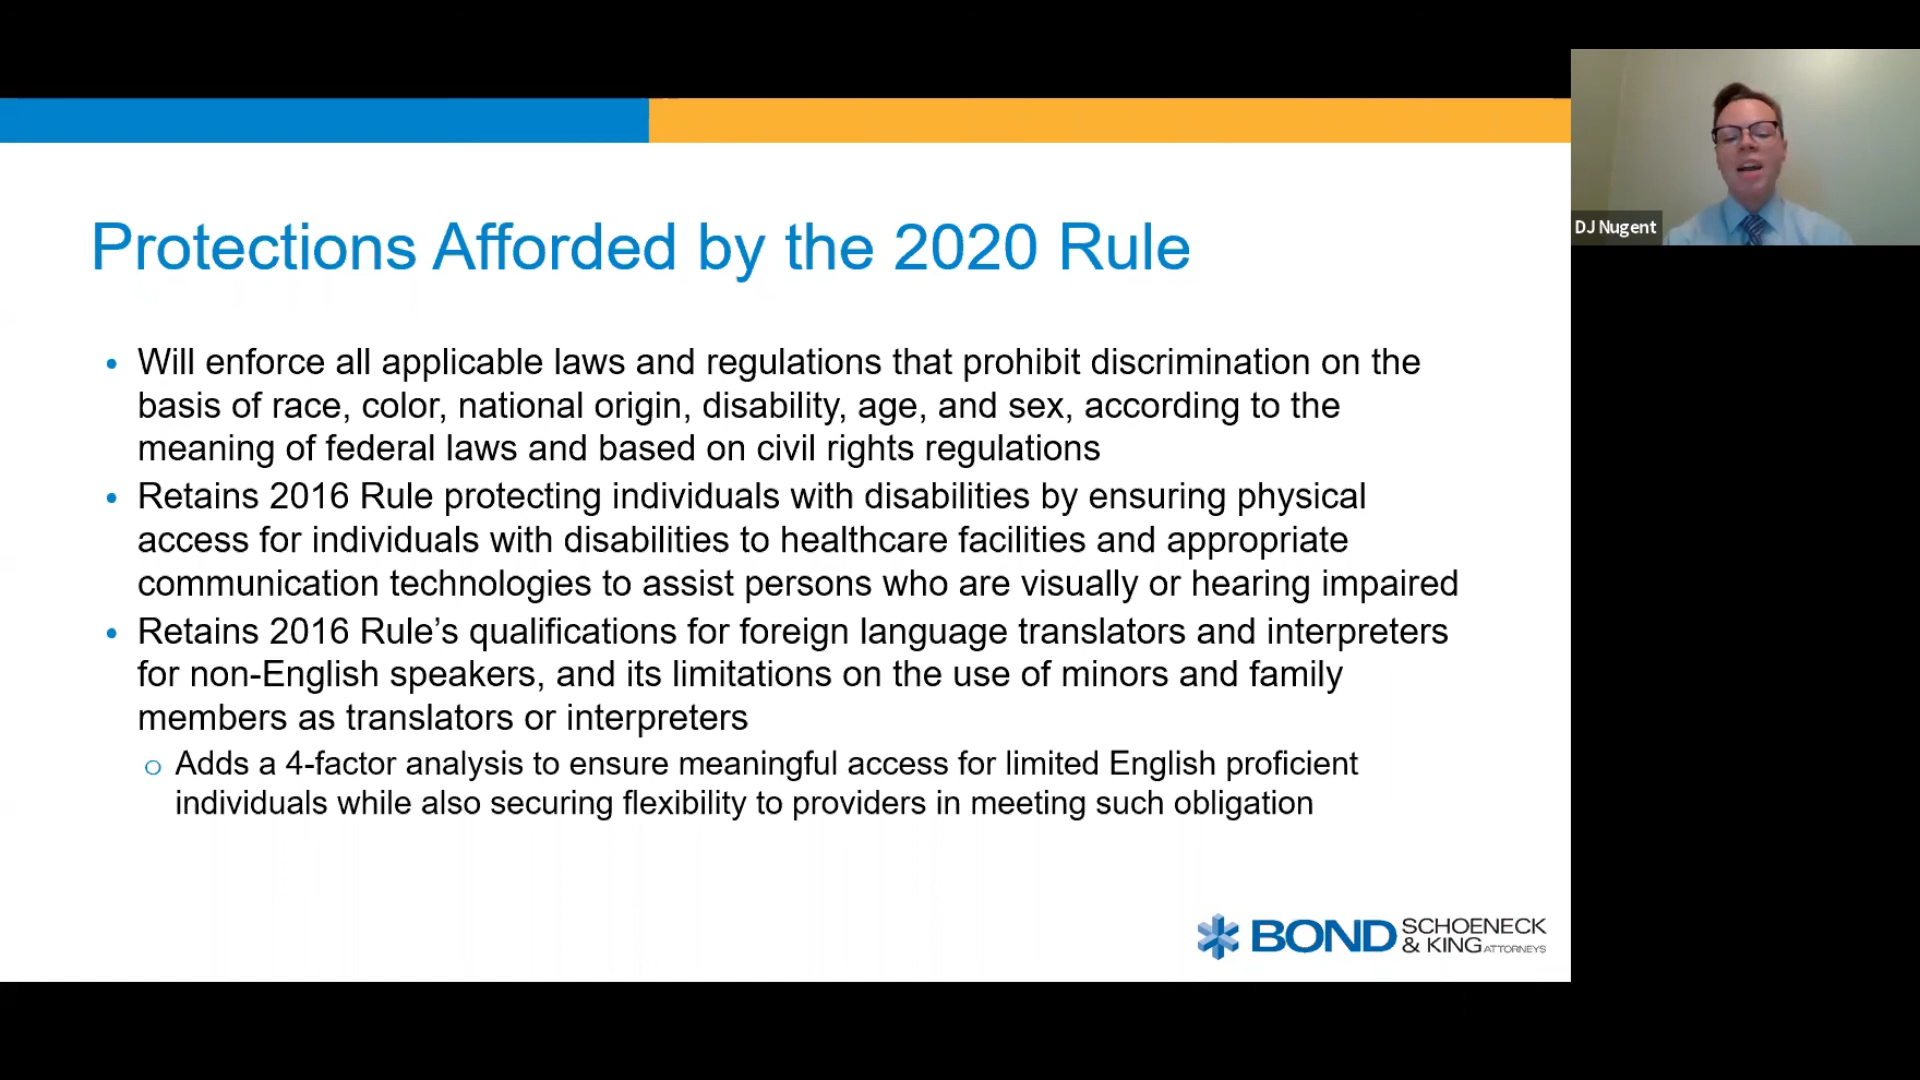 Protections Afforded by the 2020 Rule
• Will enforce all applicable laws and regulations that prohibit discrimination on the
basis of race, color, national origin, disability, age, and sex, according to the
meaning of federal laws and based on civil rights regulations
• Retains 2016 Rule protecting individuals with disabilities by ensuring physical
access for individuals with disabilities to healthcare facilities and appropriate
communication technologies to assist persons who are visually or hearing impaired
• Retains 2016 Rule’s qualifications for foreign language translators and interpreters
for non-English speakers, and its limitations on the use of minors and family
members as translators or interpreters
o Adds a 4-factor analysis to ensure meaningful access for limited English proficient
individuals while also securing flexibility to providers in meeting such obligation
BOND SCHOENECK
& KING ATTORNEYS
DJ Nugent